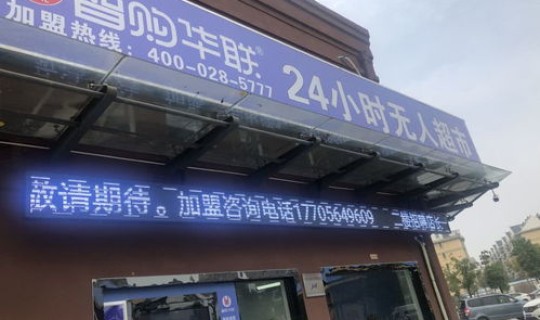 智购华联
加盟热线：400-028-5777
24小时无人超市
敬请期待。加盟咨询电话17705649609